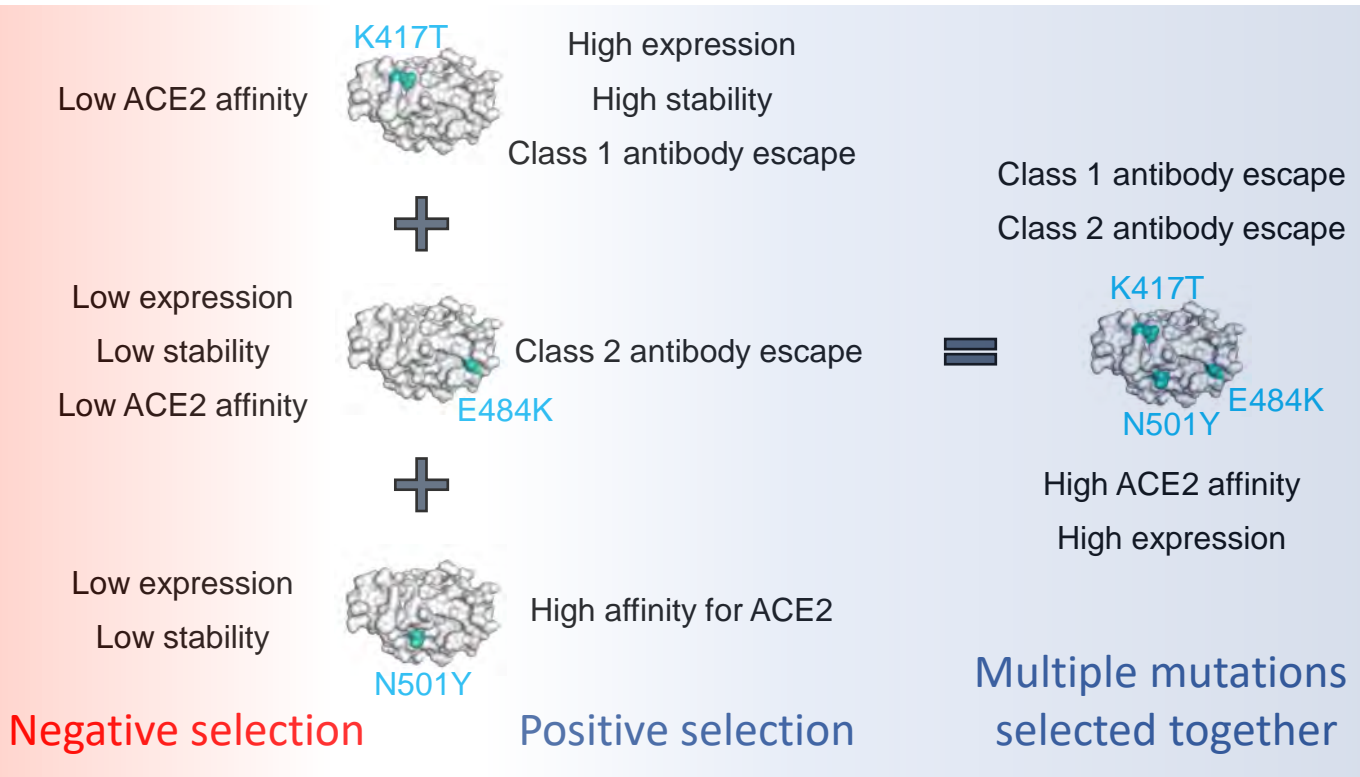 K417T
Low ACE2 affinity
High expression
High stability
Class 1 antibody escape
Low expression
Low stability
Low ACE2 affinity
E484K
Class 2 antibody escape
Low expression
Low stability
N501Y
High affinity for ACE2
Class 1 antibody escape
Class 2 antibody escape
K417T
E484K
N501Y
High ACE2 affinity
High expression
Negative selection
Positive selection
Multiple mutations
selected together